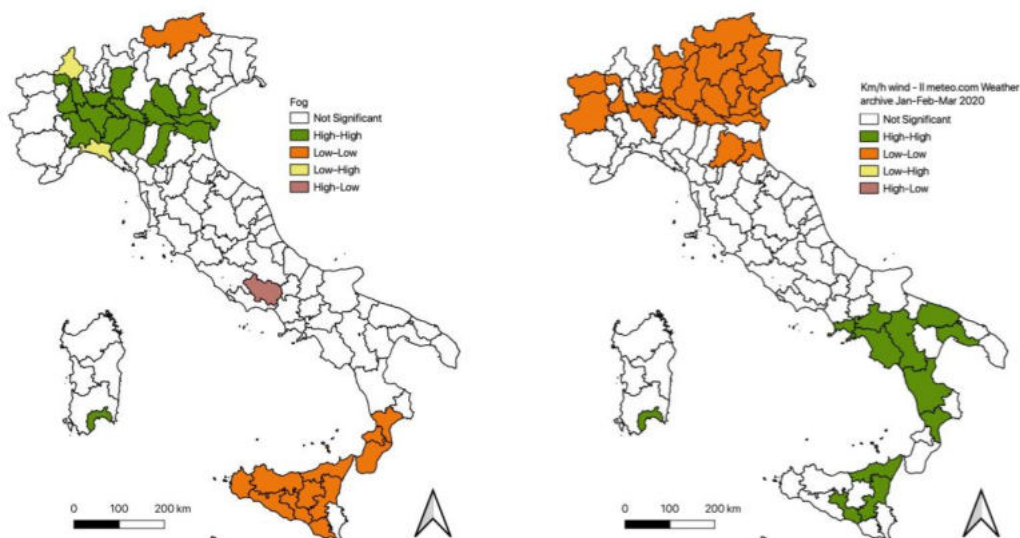 Fog
Not Significant
High-High
Low-Low
Low-High
High-Low
0 100 200 km
Km/h wind - Il meteo.com Weather
archive Jan-Feb-Mar 2020
Not Significant
High-High
Low-Low
Low-High
High-Low
0 100 200 km